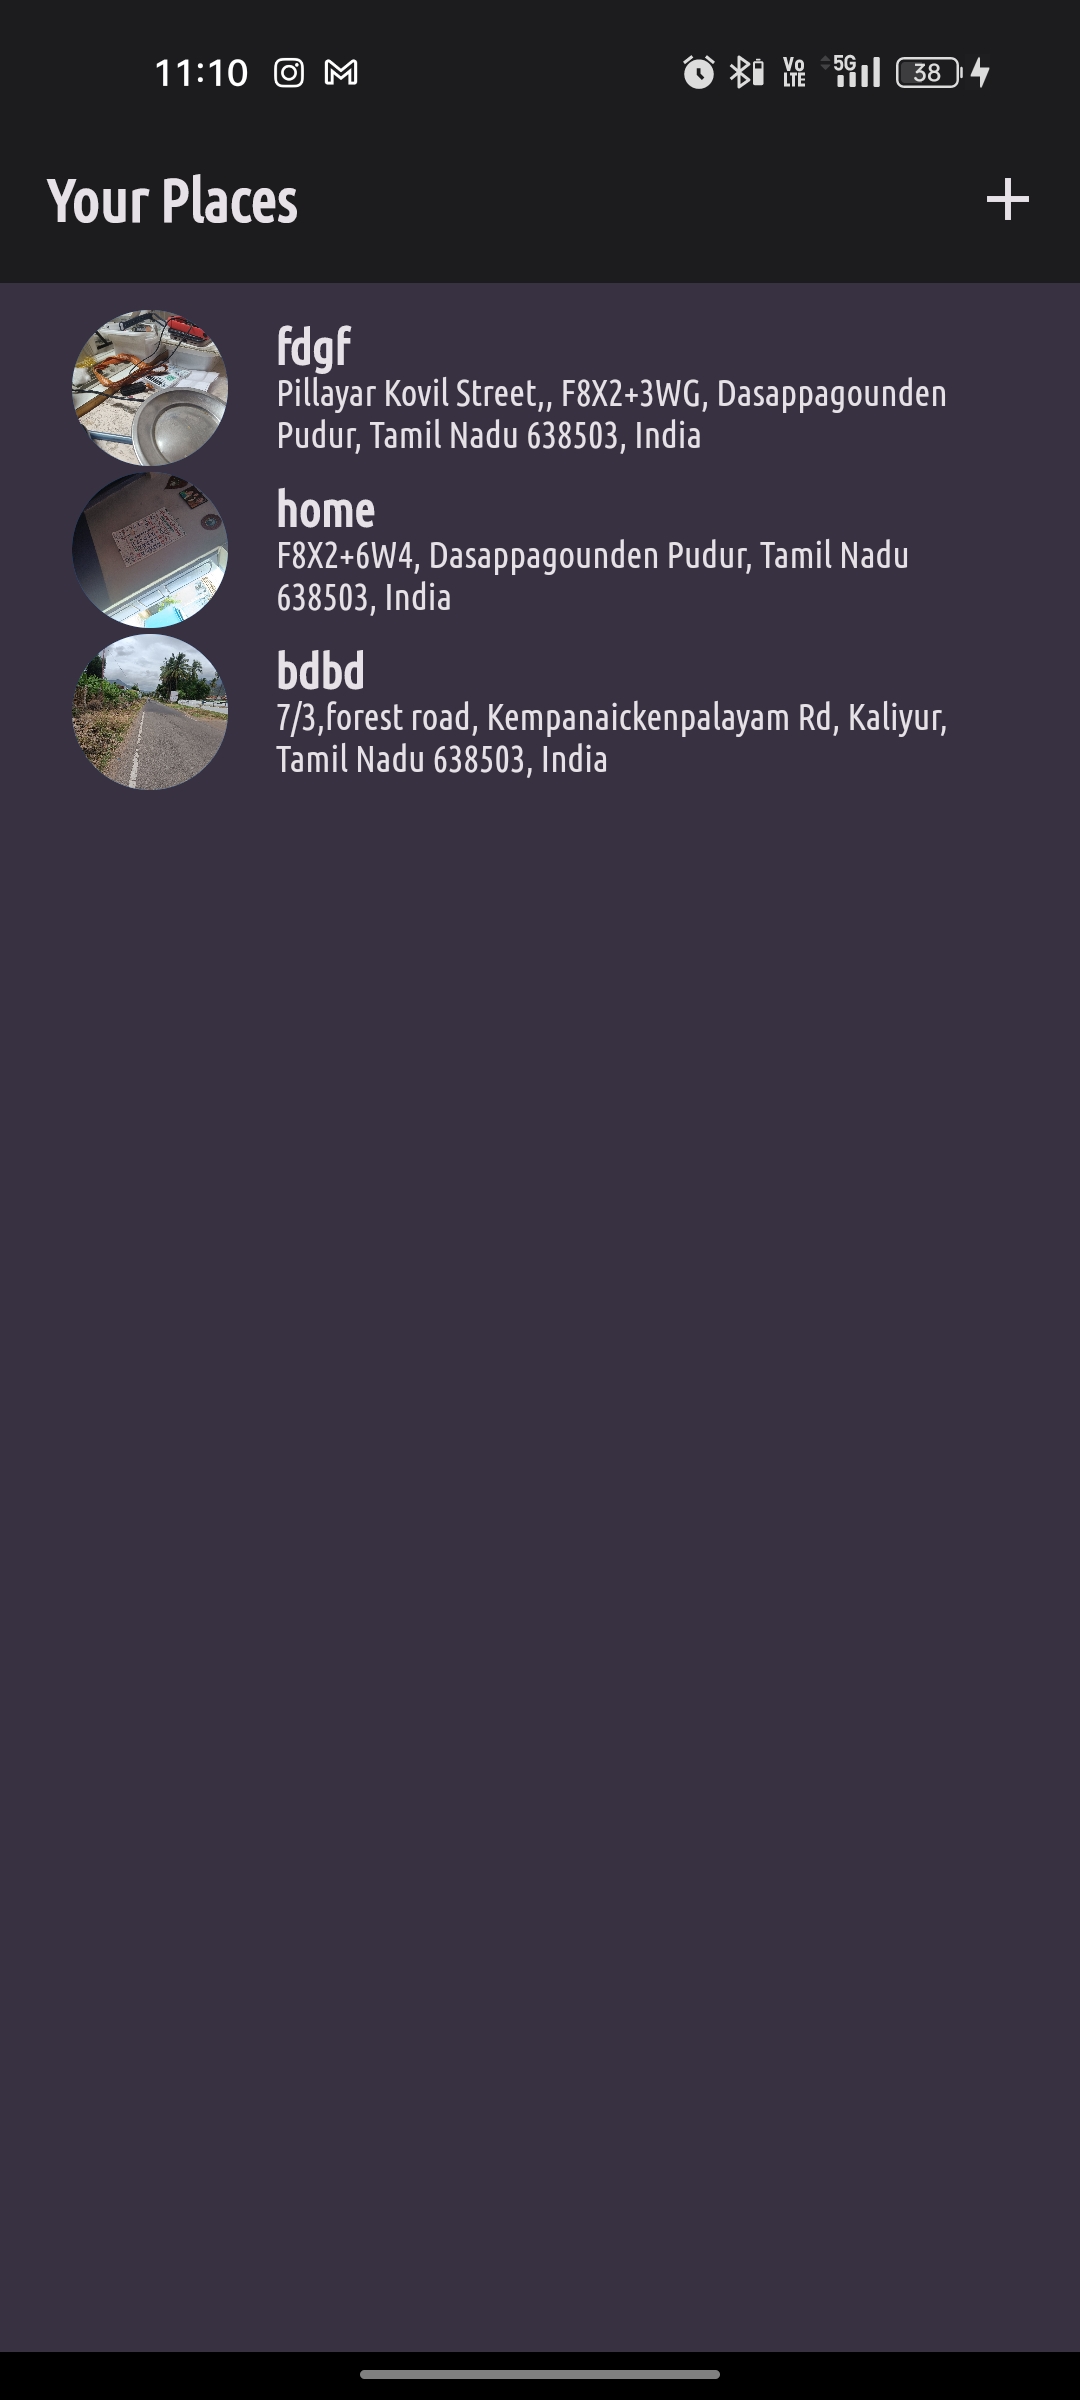 11:10 Vo LTE 5G 38
Your Places
fdgf
Pillayar Kovil Street,, F8X2+3WG, Dasappagounden
Pudur, Tamil Nadu 638503, India
home
F8X2+6W4, Dasappagounden Pudur, Tamil Nadu
638503, India
bdbd
7/3,forest road, Kempanaickenpalayam Rd, Kaliyur,
Tamil Nadu 638503, India